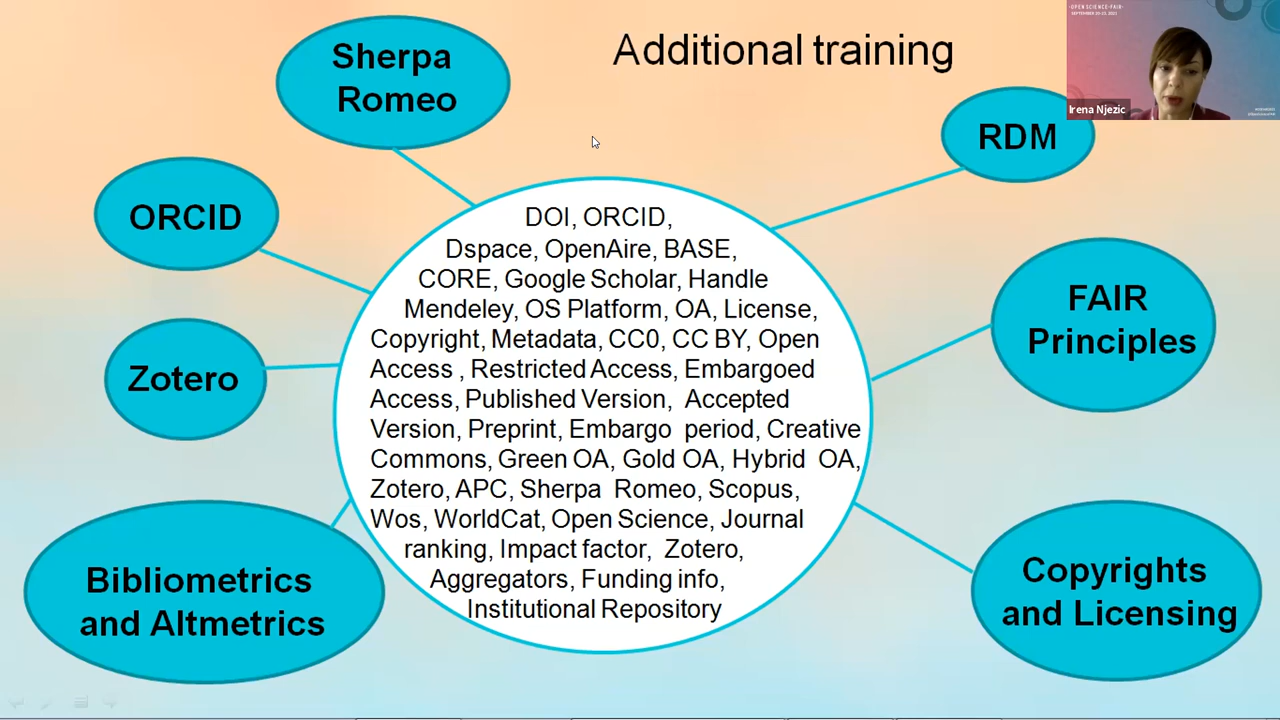 Additional training
Sherpa
Romeo
ORCID
Zotero
Bibliometrics
and Altmetrics
DOI, ORCID,
Dspace, OpenAire, BASE,
CORE, Google Scholar, Handle
Mendeley, OS Platform, OA, License,
Copyright, Metadata, CC0, CC BY, Open
Access , Restricted Access, Embargoed
Access, Published Version, Accepted
Version, Preprint, Embargo period, Creative
Commons, Green OA, Gold OA, Hybrid OA,
Zotero, APC, Sherpa Romeo, Scopus,
Wos, WorldCat, Open Science, Journal
ranking, Impact factor, Zotero,
Aggregators, Funding info,
Institutional Repository
RDM
FAIR
Principles
Copyrights
and Licensing
OPEN SCIENCE FAIR
Irena Njezic